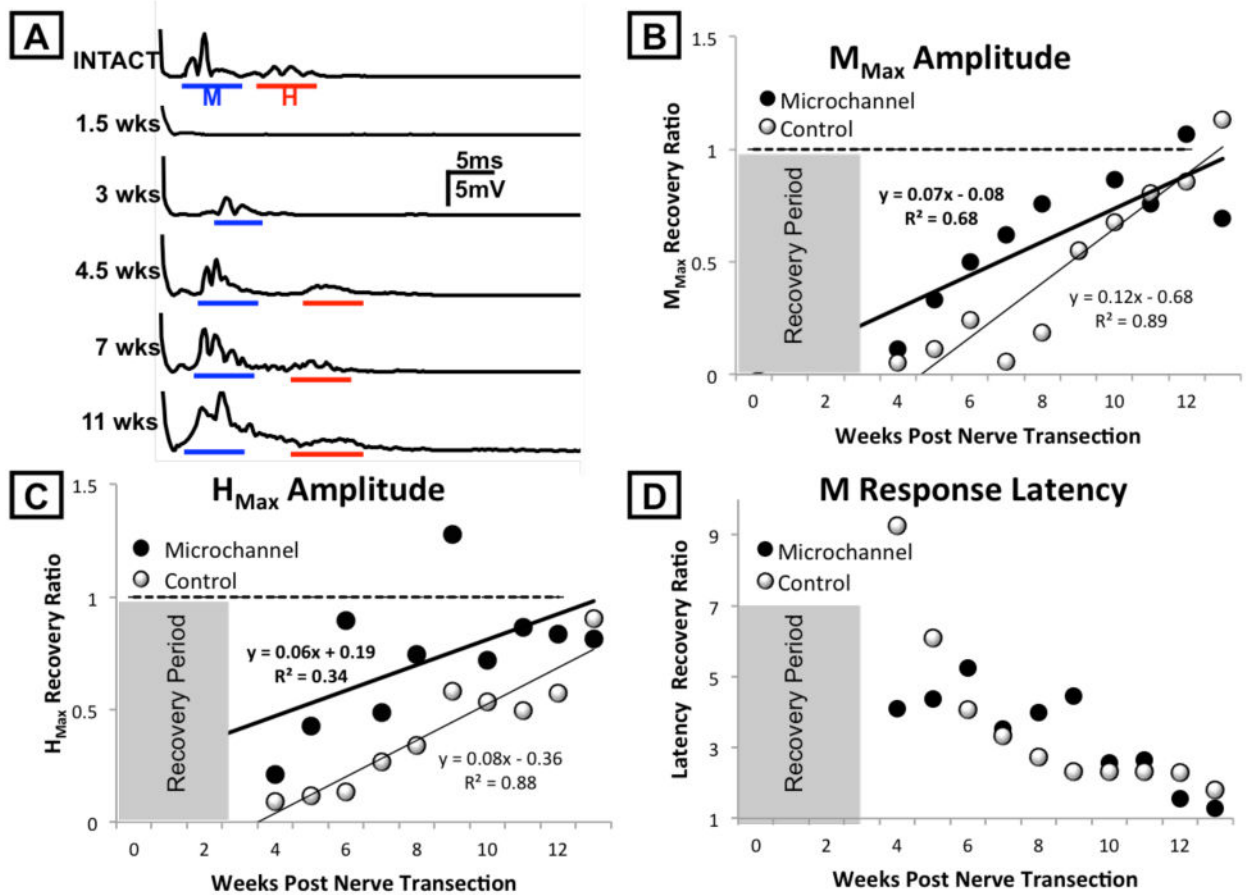 A
INTACT
M
H
1.5 wks
5ms
5mV
3 wks
4.5 wks
7 wks
11 wks
B
M_Max Amplitude
Microchannel
Control
1.5
1
0.5
0
M_Max Recovery Ratio
Recovery Period
y = 0.07x - 0.08
R² = 0.68
y = 0.12x - 0.68
R² = 0.89
0 2 4 6 8 10 12
Weeks Post Nerve Transection
C
H_Max Amplitude
Microchannel
Control
1.5
1
0.5
0
H_Max Recovery Ratio
Recovery Period
y = 0.06x + 0.19
R² = 0.34
y = 0.08x - 0.36
R² = 0.88
0 2 4 6 8 10 12
Weeks Post Nerve Transection
D
M Response Latency
Microchannel
Control
9
7
5
3
1
Latency Recovery Ratio
Recovery Period
0 2 4 6 8 10 12
Weeks Post Nerve Transection